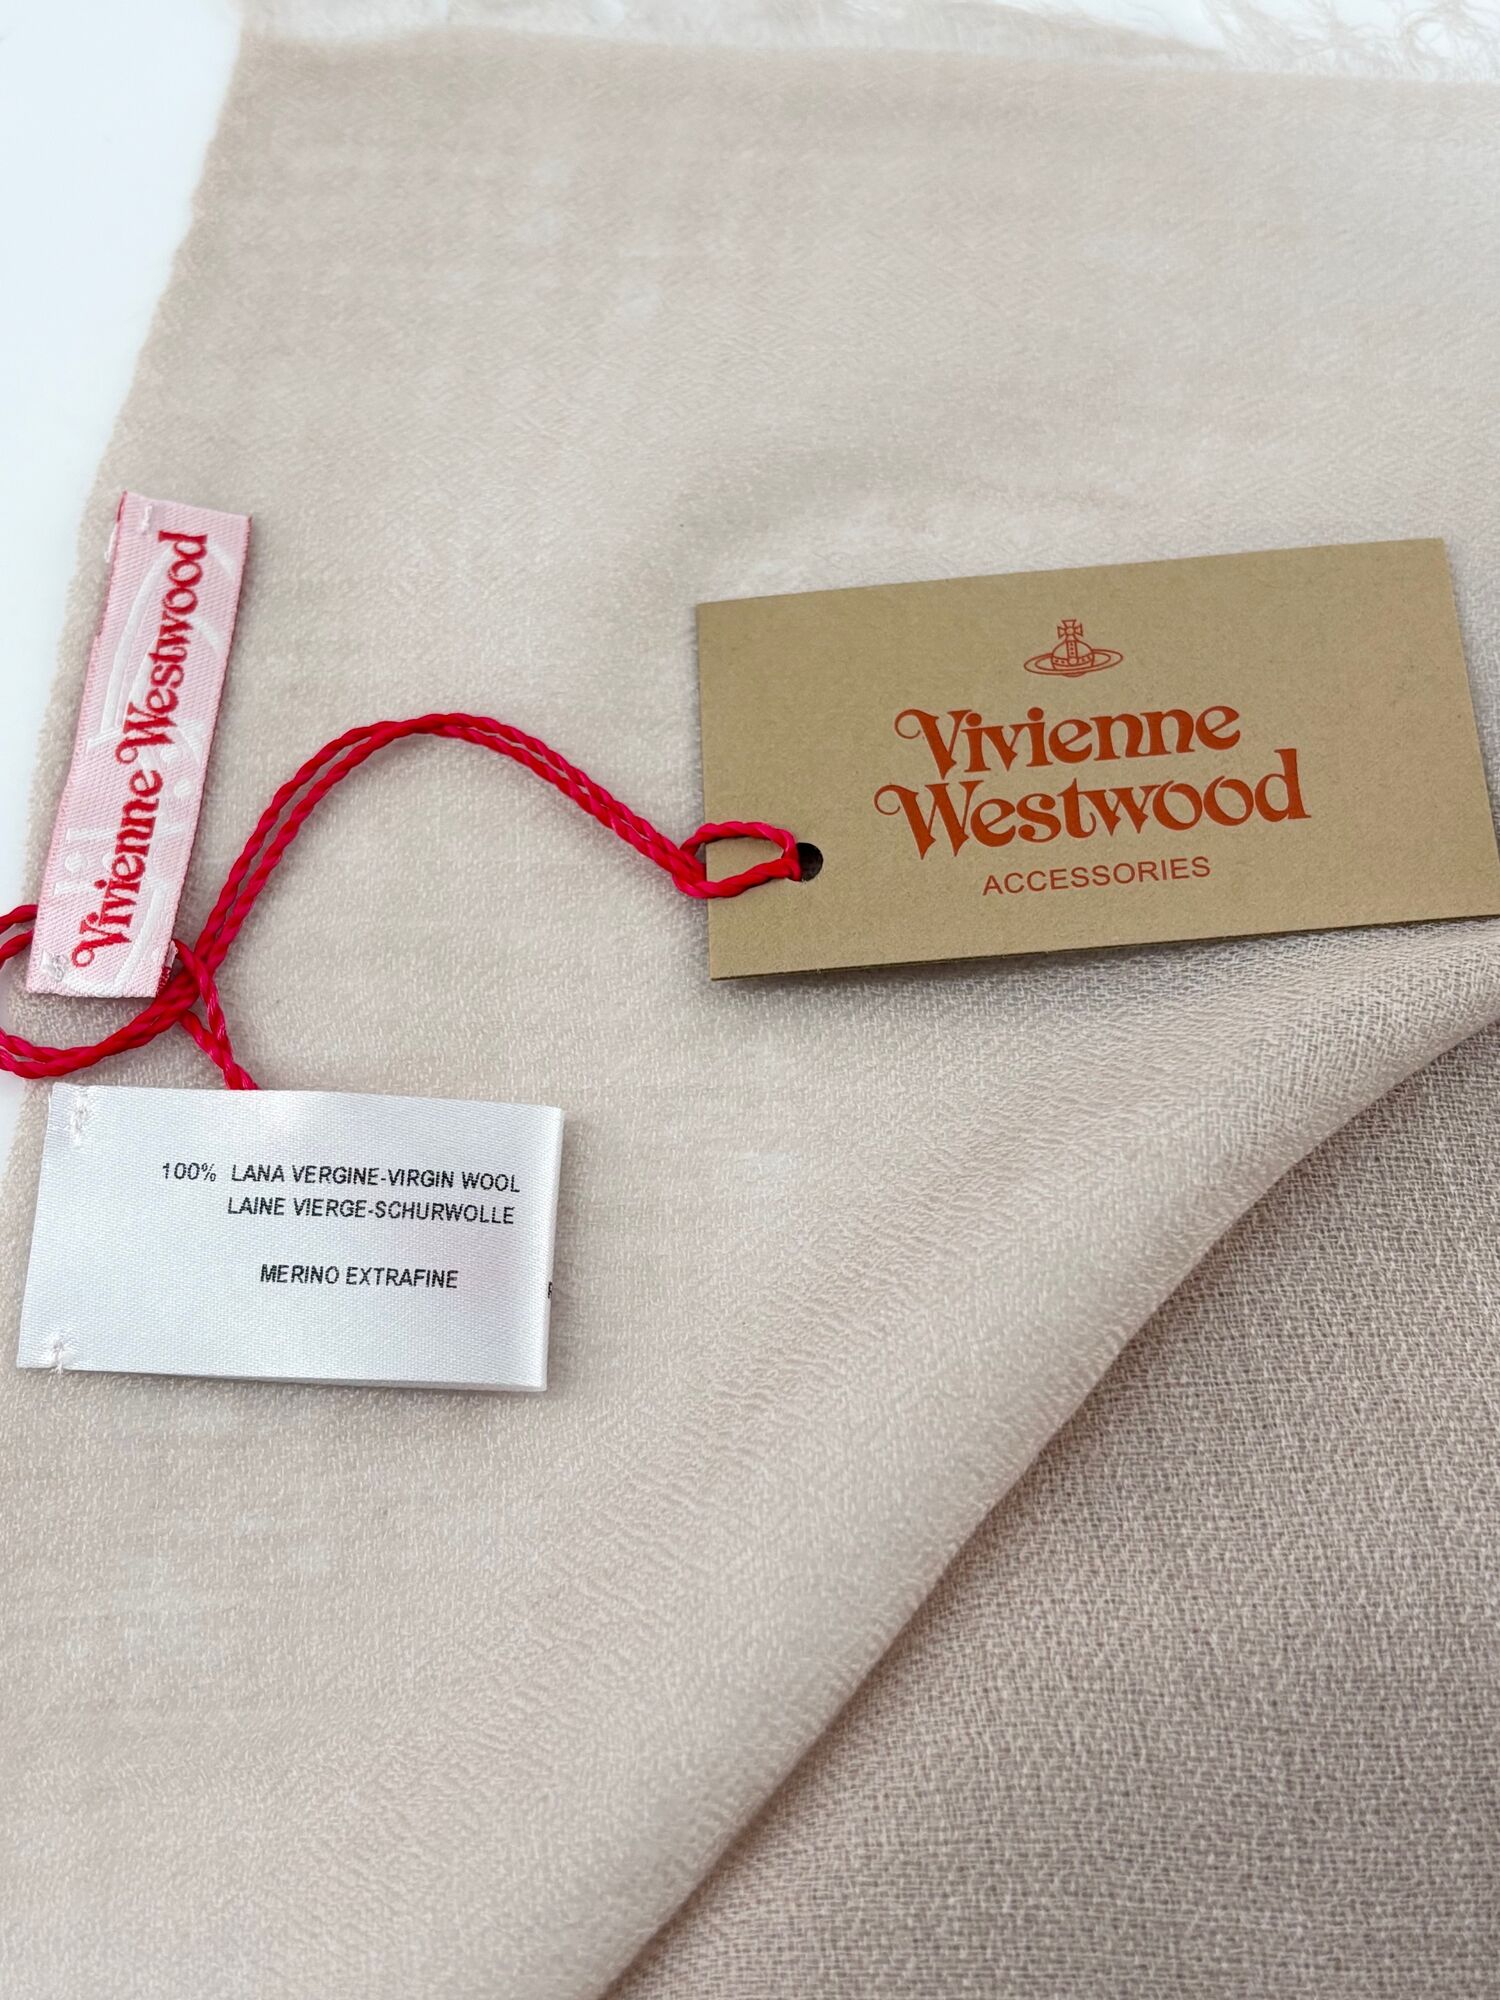 Vivienne Westwood
Vivienne
Westwood
ACCESSORIES
100% LANA VERGINE-VIRGIN WOOL
LAINE VIERGE-SCHURWOLLE
MERINO EXTRAFINE